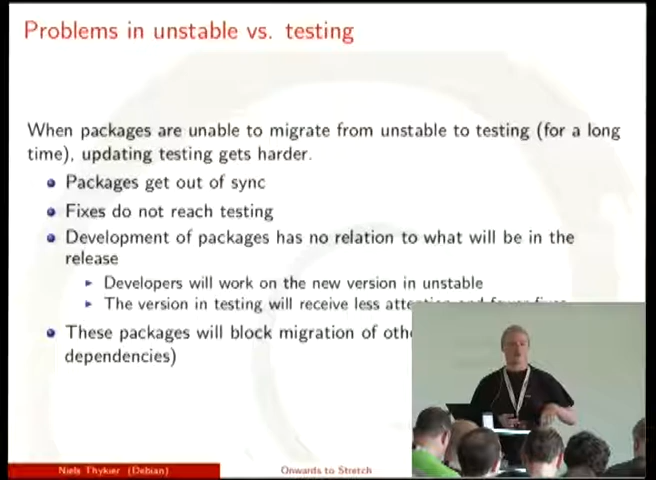 Problems in unstable vs. testing
When packages are unable to migrate from unstable to testing (for a long
time), updating testing gets harder.
Packages get out of sync
Fixes do not reach testing
Development of packages has no relation to what will be in the
release
Developers will work on the new version in unstable
The version in testing will receive less
These packages will block migration of
dependencies)
Niels Thykier (Debian)
Onwards to Stretch